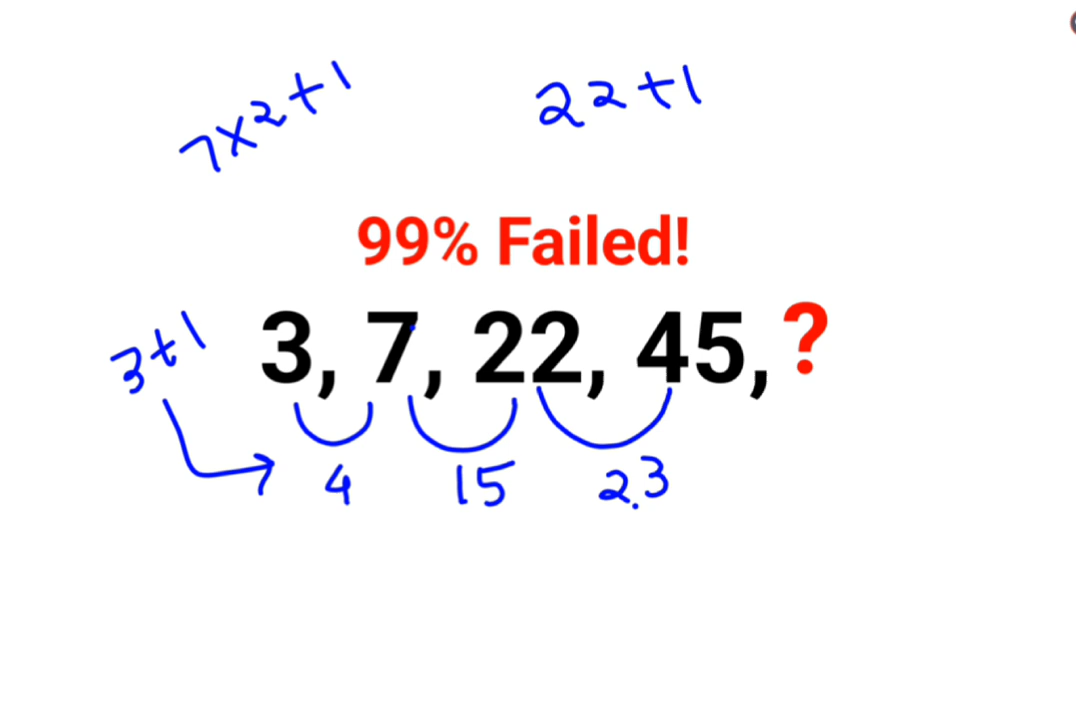 7x2+1
22+1
99% Failed!
3+1
3, 7, 22, 45, ?
4 15 23